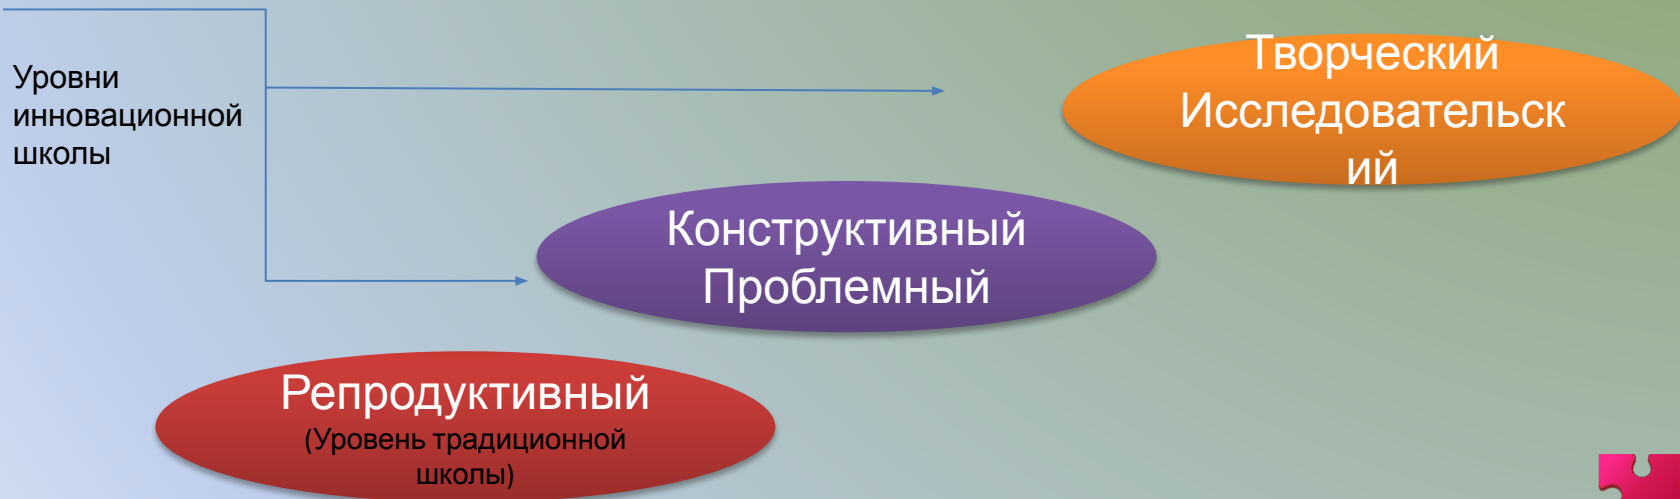 Уровни
инновационной
школы
Творческий
Исследовательск
ий
Конструктивный
Проблемный
Репродуктивный
(Уровень традиционной
школы)